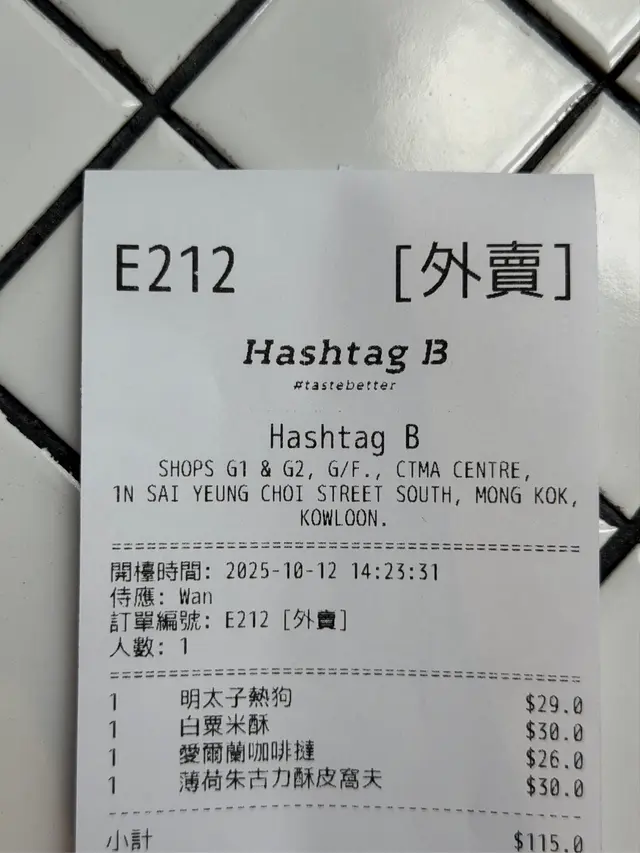 E212 [外賣]
Hashtag B
#tastebetter
Hashtag B
SHOPS G1 & G2, G/F., CTMA CENTRE,
1N SAI YEUNG CHOI STREET SOUTH, MONG KOK,
KOWLOON.
開檯時間: 2025-10-12 14:23:31
侍應: Wan
訂單編號: E212 [外賣]
人數: 1
1 明太子熱狗 $29.0
1 白粟米酥 $30.0
1 愛爾蘭咖啡撻 $26.0
1 薄荷朱古力酥皮窩夫 $30.0
小計 $115.0